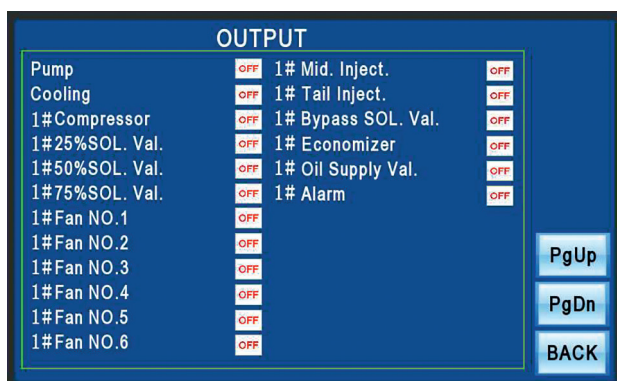 OUTPUT
Pump OFF 1# Mid. Inject. OFF
Cooling OFF 1# Tail Inject. OFF
1#Compressor OFF 1# Bypass SOL. Val. OFF
1#25%SOL. Val. OFF 1# Economizer OFF
1#50%SOL. Val. OFF 1# Oil Supply Val. OFF
1#75%SOL. Val. OFF 1# Alarm OFF
1#Fan NO.1 OFF
1#Fan NO.2 OFF
1#Fan NO.3 OFF
1#Fan NO.4 OFF
1#Fan NO.5 OFF
1#Fan NO.6 OFF
PgUp
PgDn
BACK